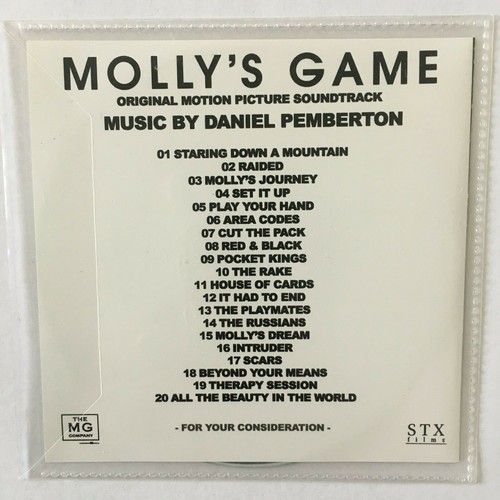 MOLLY'S GAME
ORIGINAL MOTION PICTURE SOUNDTRACK
MUSIC BY DANIEL PEMBERTON
01 STARING DOWN A MOUNTAIN
02 RAIDED
03 MOLLY'S JOURNEY
04 SET IT UP
05 PLAY YOUR HAND
06 AREA CODES
07 CUT THE PACK
08 RED & BLACK
09 POCKET KINGS
10 THE RAKE
11 HOUSE OF CARDS
12 IT HAD TO END
13 THE PLAYMATES
14 THE RUSSIANS
15 MOLLY'S DREAM
16 INTRUDER
17 SCARS
18 BEYOND YOUR MEANS
19 THERAPY SESSION
20 ALL THE BEAUTY IN THE WORLD
- FOR YOUR CONSIDERATION -
THE
MG
COMPANY
STX
films